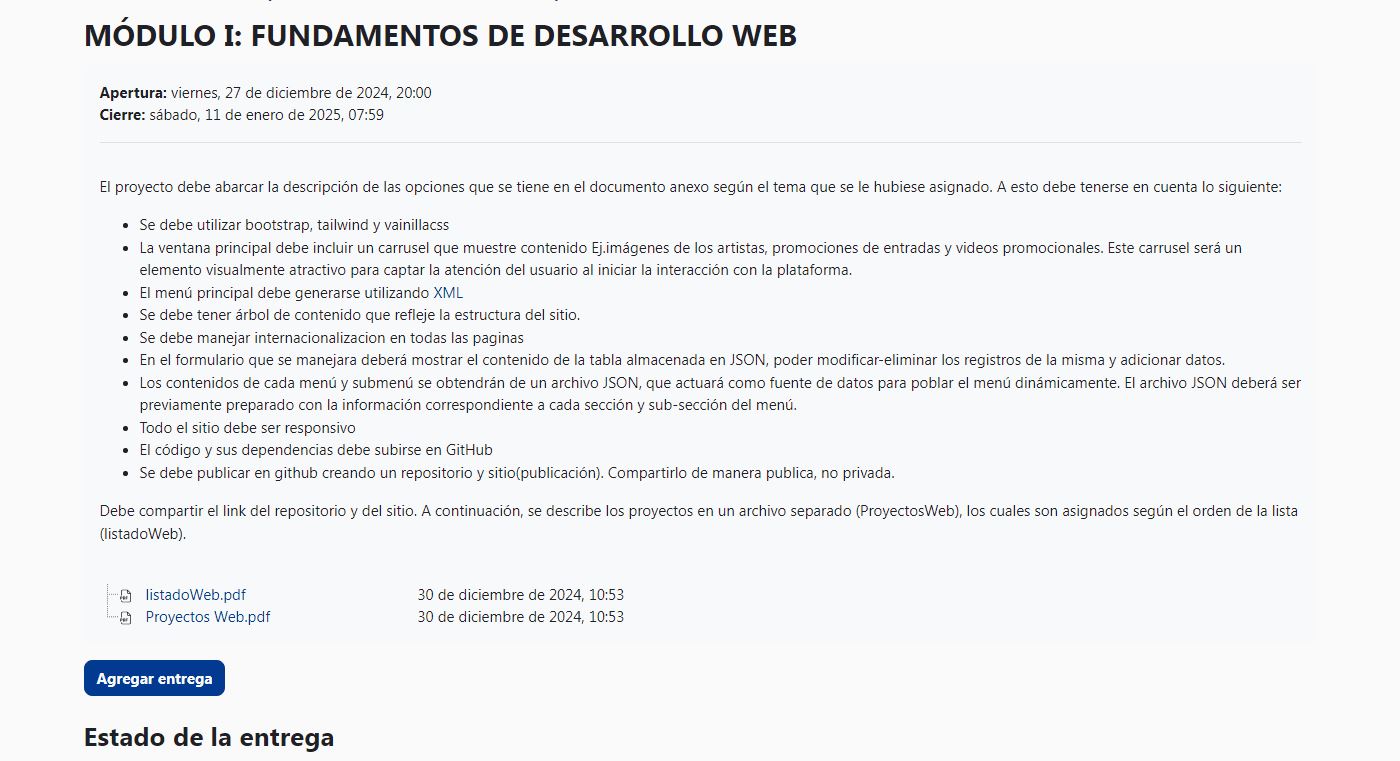 MÓDULO I: FUNDAMENTOS DE DESARROLLO WEB
Apertura: viernes, 27 de diciembre de 2024, 20:00
Cierre: sábado, 11 de enero de 2025, 07:59
El proyecto debe abarcar la descripción de las opciones que se tiene en el documento anexo según el tema que se le hubiese asignado. A esto debe tenerse en cuenta lo siguiente:
• Se debe utilizar bootstrap, tailwind y vainillacss
• La ventana principal debe incluir un carrusel que muestre contenido Ej.imágenes de los artistas, promociones de entradas y videos promocionales. Este carrusel será un
elemento visualmente atractivo para captar la atención del usuario al iniciar la interacción con la plataforma.
• El menú principal debe generarse utilizando XML
• Se debe tener árbol de contenido que refleje la estructura del sitio.
• Se debe manejar internacionalizacion en todas las paginas
• En el formulario que se manejara deberá mostrar el contenido de la tabla almacenada en JSON, poder modificar-eliminar los registros de la misma y adicionar datos.
• Los contenidos de cada menú y submenú se obtendrán de un archivo JSON, que actuará como fuente de datos para poblar el menú dinámicamente. El archivo JSON deberá ser
previamente preparado con la información correspondiente a cada sección y sub-sección del menú.
• Todo el sitio debe ser responsivo
• El código y sus dependencias debe subirse en GitHub
• Se debe publicar en github creando un repositorio y sitio(publicación). Compartirlo de manera publica, no privada.
Debe compartir el link del repositorio y del sitio. A continuación, se describe los proyectos en un archivo separado (ProyectosWeb), los cuales son asignados según el orden de la lista
(listadoWeb).
listadoWeb.pdf 30 de diciembre de 2024, 10:53
Proyectos Web.pdf 30 de diciembre de 2024, 10:53
Agregar entrega
Estado de la entrega